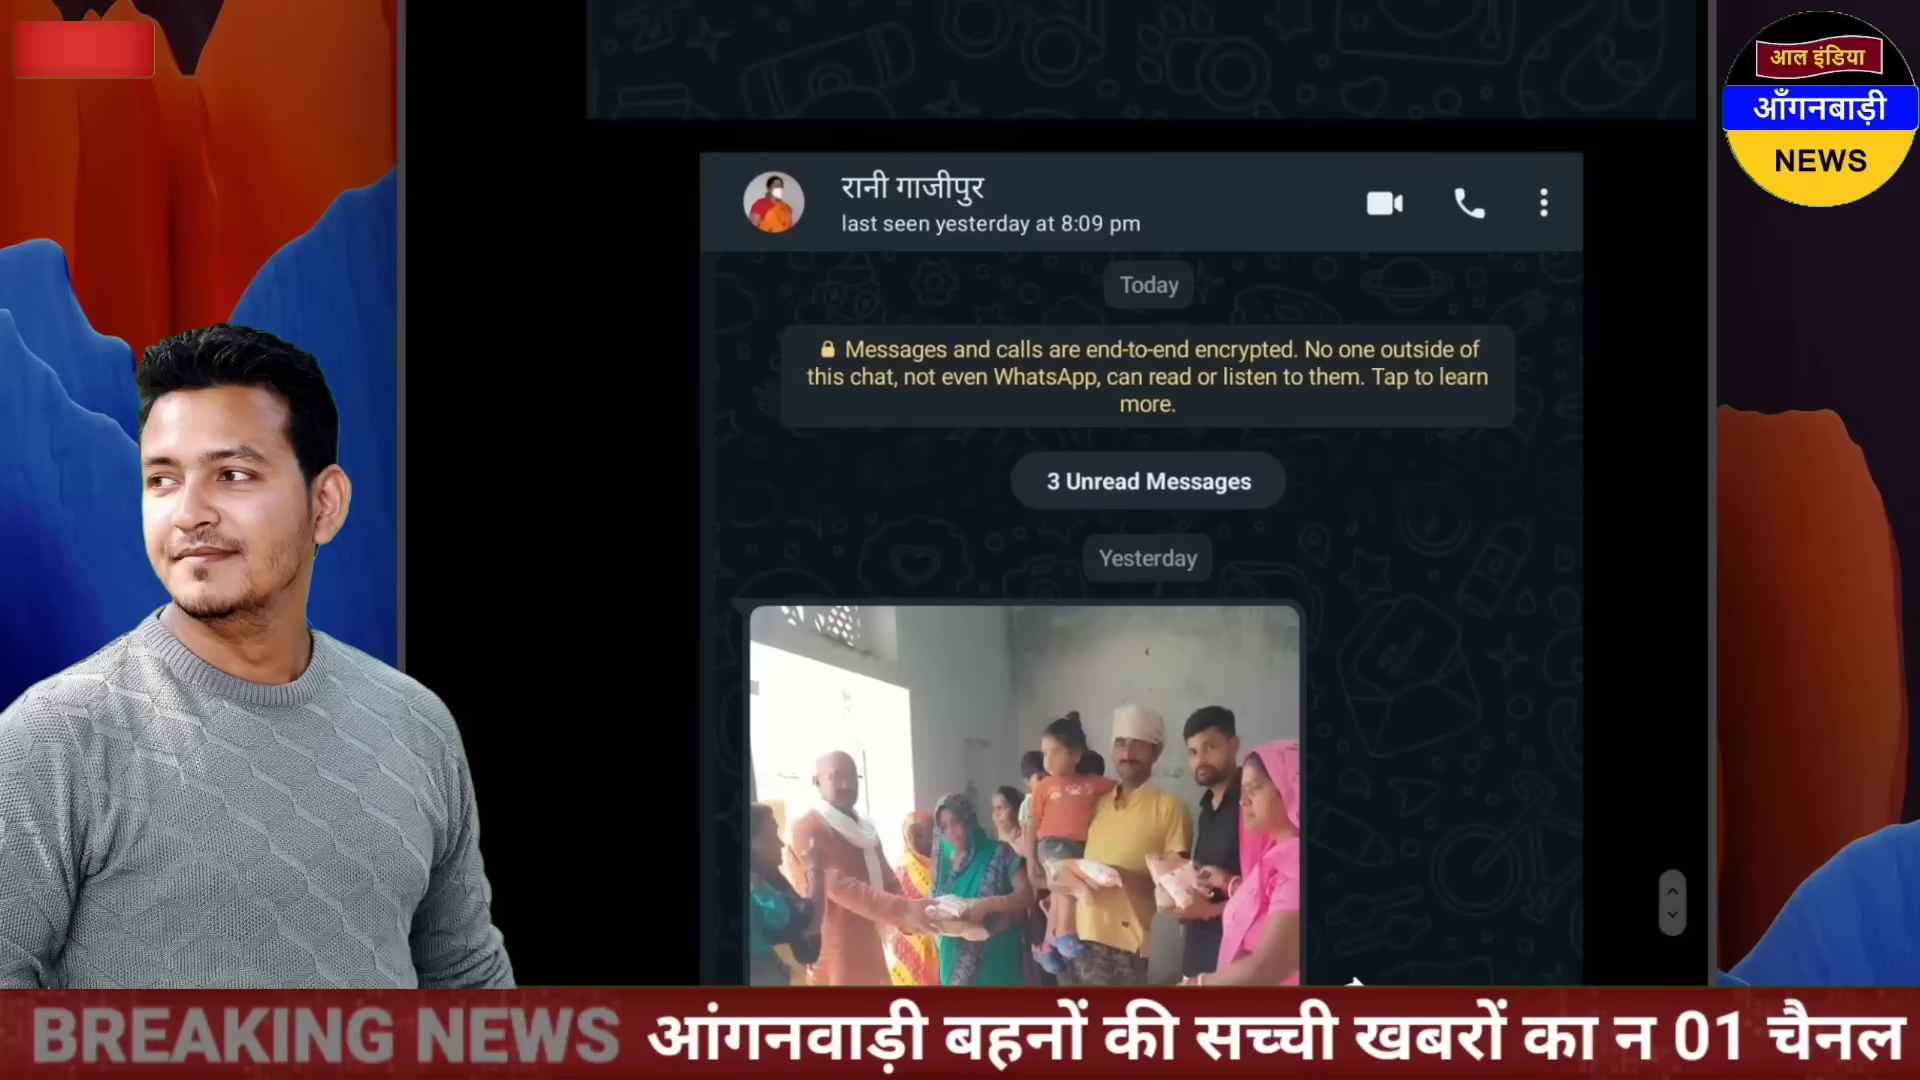 आल इंडिया
आँगनबाड़ी
NEWS
रानी गाजीपुर
last seen yesterday at 8:09 pm
Today
Messages and calls are end-to-end encrypted. No one outside of
this chat, not even WhatsApp, can read or listen to them. Tap to learn
more.
3 Unread Messages
Yesterday
BREAKING NEWS आंगनवाड़ी बहनों की सच्ची खबरों का न 01 चैनल